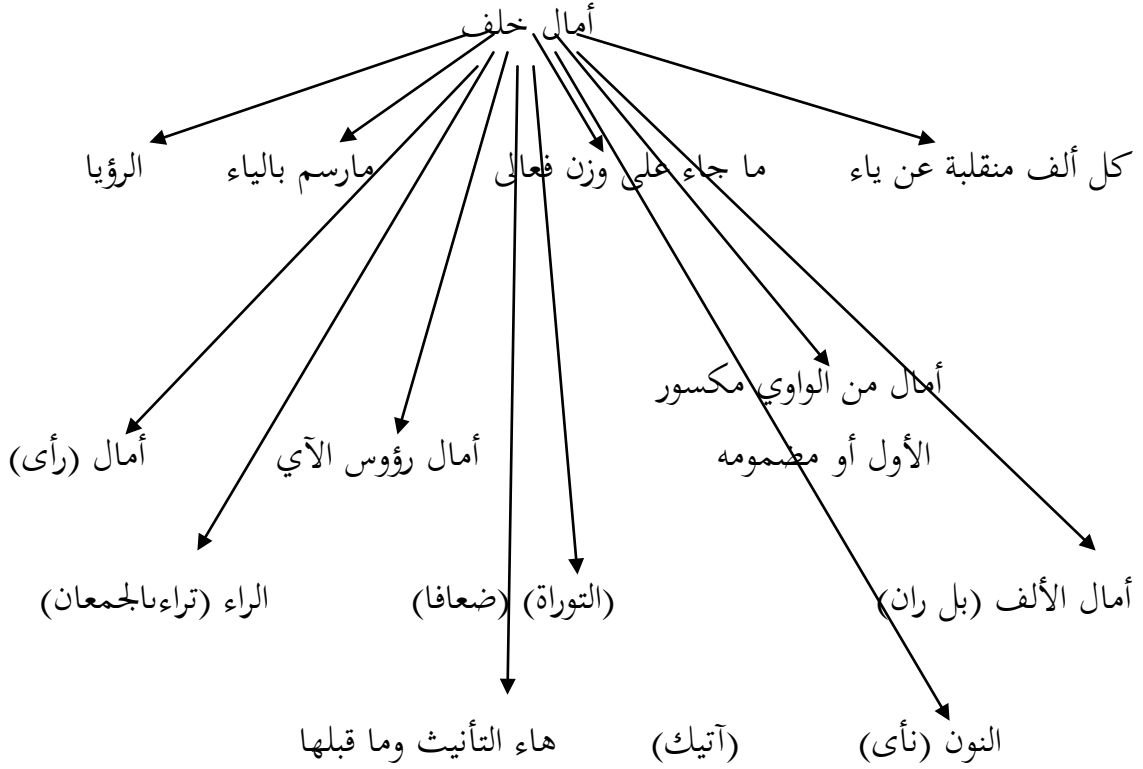 أمال خلف
كل ألف منقلبة عن ياء
ما جاء على وزن فعالى
مارسم بالياء
الرؤيا
أمال من الواوي مكسور
الأول أو مضمومه
أمال رؤوس الآي
أمال (رأى)
أمال الألف (بل ران)
(التوراة) (ضعافا)
الراء (تراءىالجمعان)
النون (نأى)
(آتيك)
هاء التأنيث وما قبلها